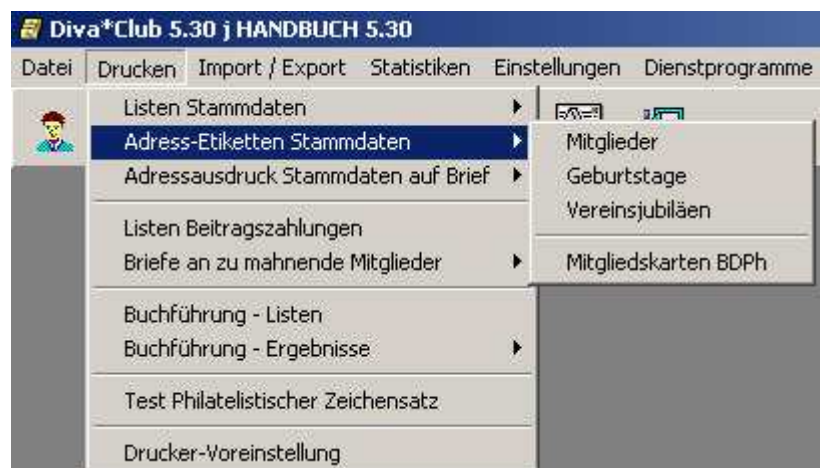 Diva*Club 5.30 j HANDBUCH 5.30
Datei Drucken Import / Export Statistiken Einstellungen Dienstprogramme
Listen Stammdaten
Adress-Etiketten Stammdaten
Adressausdruck Stammdaten auf Brief
Listen Beitragszahlungen
Briefe an zu mahnende Mitglieder
Buchführung - Listen
Buchführung - Ergebnisse
Test Philatelistischer Zeichensatz
Drucker-Voreinstellung
Mitglieder
Geburtstage
Vereinsjubiläen
Mitgliedskarten BDPh